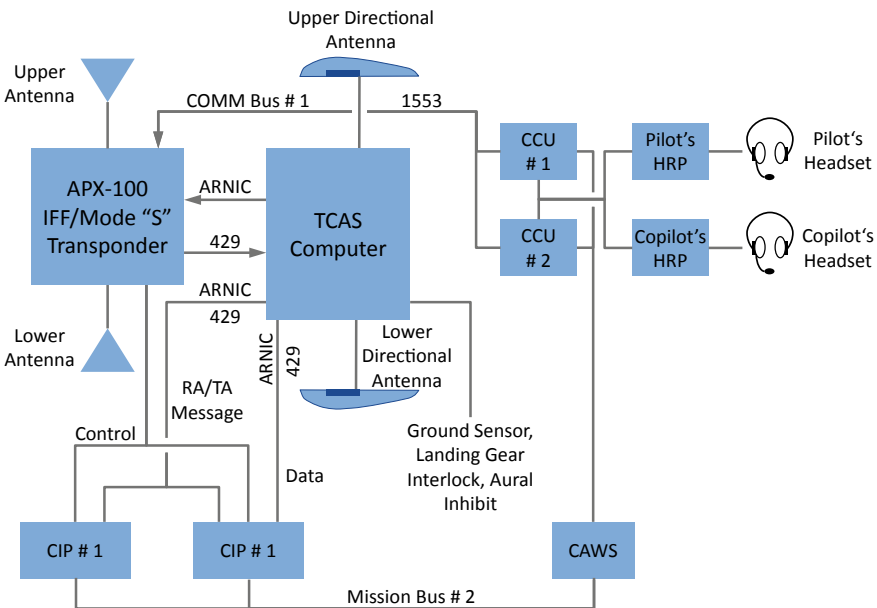 Upper Directional
Antenna
Upper
Antenna
COMM Bus # 1
1553
APX-100
IFF/Mode “S”
Transponder
ARNIC
429
TCAS
Computer
CCU
# 1
CCU
# 2
Pilot‘s
HRP
Copilot‘s
HRP
Pilot‘s
Headset
Copilot‘s
Headset
ARNIC
429
ARNIC
429
Lower
Antenna
Lower
Directional
Antenna
RA/TA
Message
Control
Data
Ground Sensor,
Landing Gear
Interlock, Aural
Inhibit
CIP # 1
CIP # 1
CAWS
Mission Bus # 2